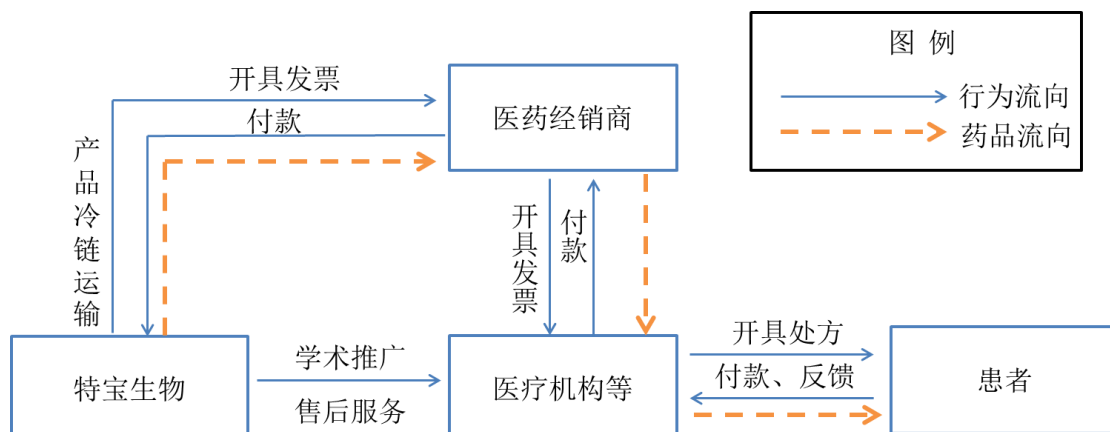 图 例
行为流向
药品流向
开具发票
付款
医药经销商
产品冷链运输
开具发票
付款
特宝生物
学术推广
售后服务
医疗机构等
开具处方
付款、反馈
患者